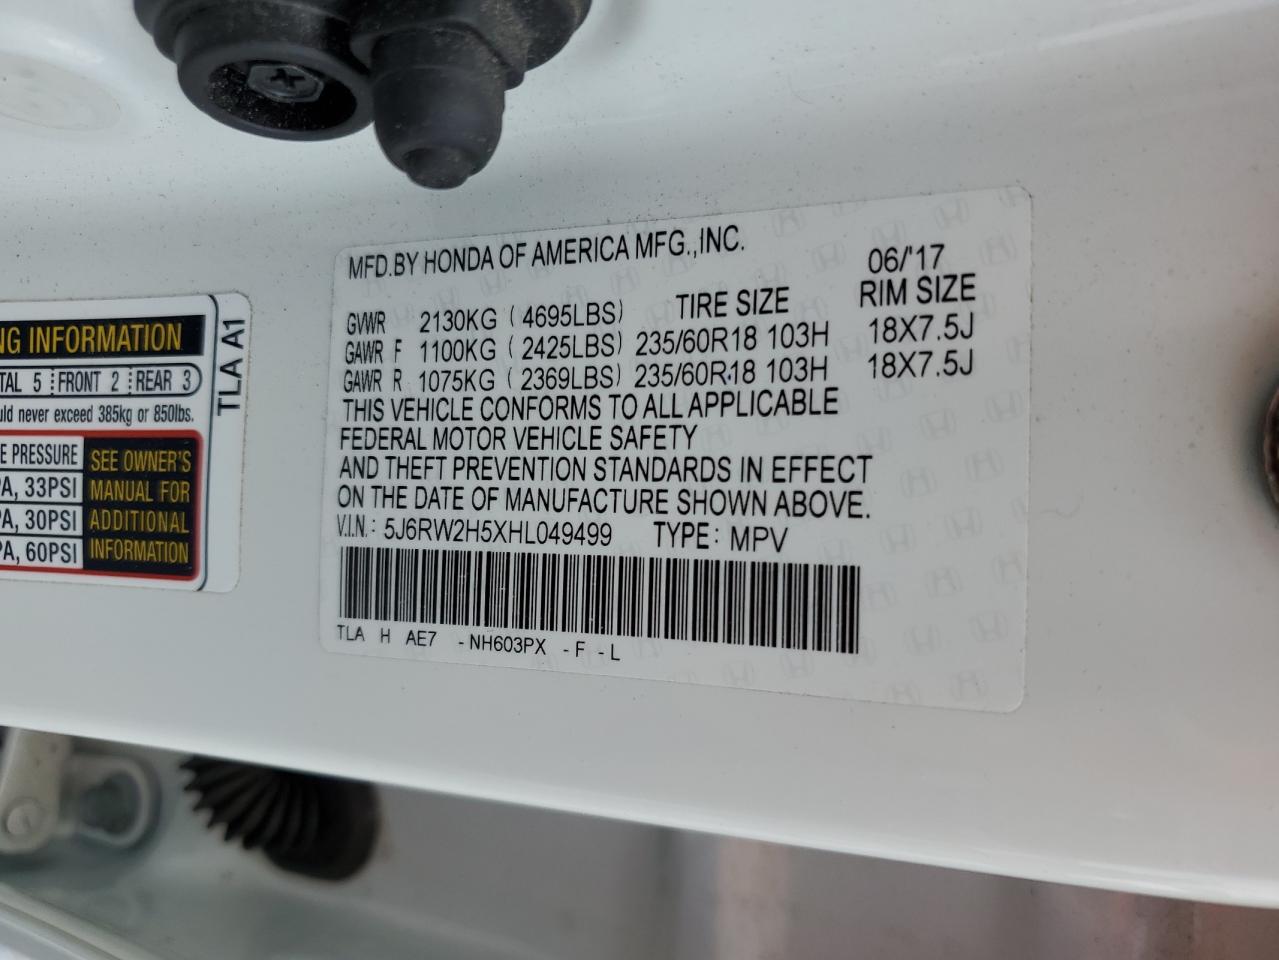 MFD.BY HONDA OF AMERICA MFG.,INC. 06/'17
TIRE SIZE RIM SIZE
GVWR 2130KG (4695LBS)
GAWR F 1100KG (2425LBS) 235/60R18 103H 18X7.5J
GAWR R 1075KG (2369LBS) 235/60R18 103H 18X7.5J
THIS VEHICLE CONFORMS TO ALL APPLICABLE
FEDERAL MOTOR VEHICLE SAFETY
AND THEFT PREVENTION STANDARDS IN EFFECT
ON THE DATE OF MANUFACTURE SHOWN ABOVE.
V.I.N.: 5J6RW2H5XHL049499 TYPE: MPV
TLA H AE7 -NH603PX -F -L
NG INFORMATION
TAL 5 FRONT 2 REAR 3
uld never exceed 385kg or 850lbs.
E PRESSURE
PA, 33PSI
PA, 30PSI
PA, 60PSI
SEE OWNER'S
MANUAL FOR
ADDITIONAL
INFORMATION
TLA A1